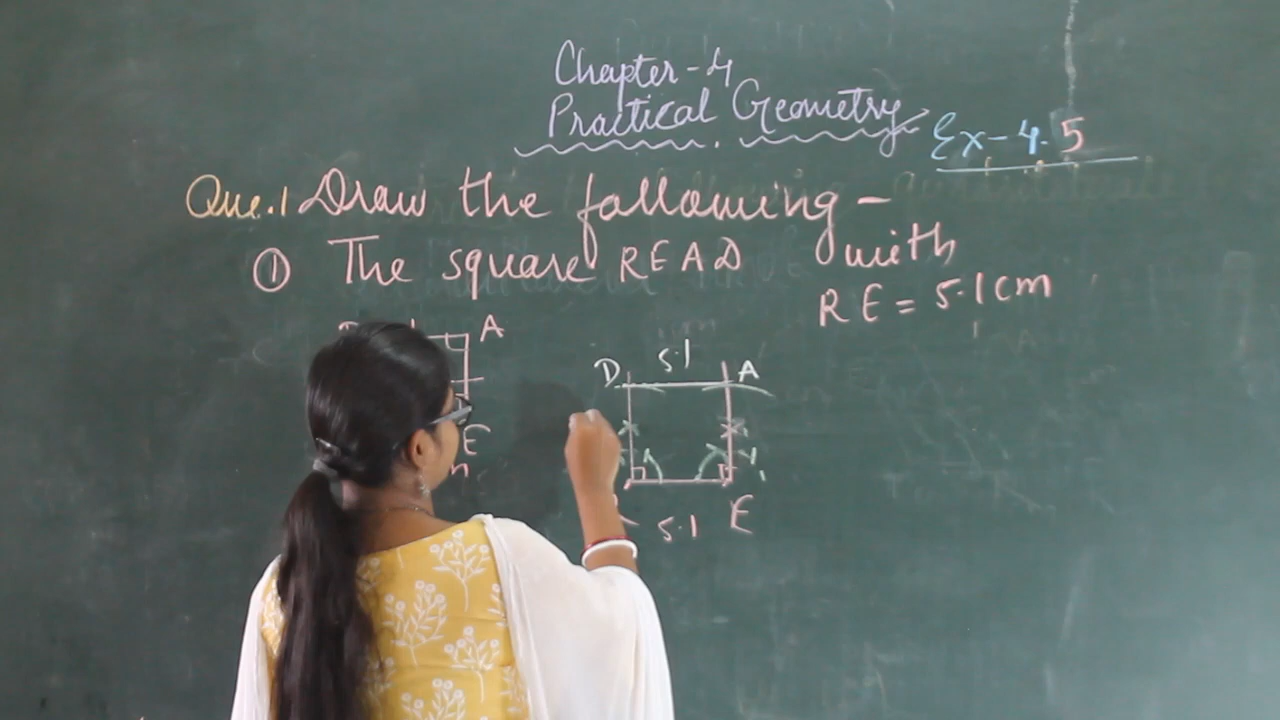 Chapter-4
Practical Geometry
Ex-4.5
Que.1 Draw the following -
① The square READ with
RE = 5.1cm
A
D 5.1 A
E
5.1 E